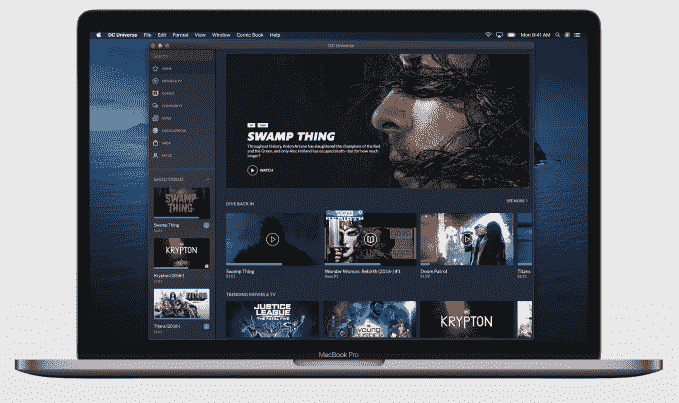 DC Universe File Edit Format View Window Comic Book Help Mon 9:41 AM
DC Universe
HOME
MOVIES & TV
COMICS
COMMUNITY
NEWS
ENCYCLOPEDIA
SHOP
SWAMP THING
Throughout history, Anton Arcane has slaughtered the champions of the Red
and the Green, and only Alec Holland has escaped death—but for how much
longer?
WATCH
SAVED VIDEOS
SWAMP
THING
Swamp Thing
KRYPTON
Krypton (2018-)
Titans (2018-)
DIVE BACK IN
SEE MORE
Swamp Thing
REBIRTH
Wonder Woman: Rebirth (2016-) #1
Doom Patrol
Titans
TRENDING MOVIES & TV
JUSTICE
LEAGUE
YOUNG
KRYPTON
MacBook Pro